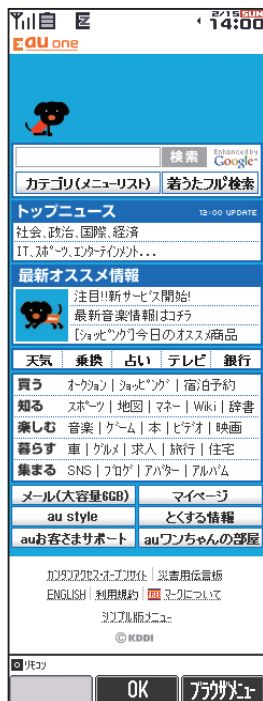 2/15 SUN
14:00
au one
検索 Enhanced by Google
カテゴリ(メニューリスト) 着うたフル検索
トップニュース 12:00 UPDATE
社会、政治、国際、経済
IT、ｽﾎﾟｰﾂ、ｴﾝﾀｰﾃｲﾝﾒﾝﾄ・・・
最新オススメ情報
注目!!新サービス開始!
最新音楽情報はコチラ
[ｼｮｯﾋﾟﾝｸﾞ]今日のオススメ商品
天気 乗換 占い テレビ 銀行
買う ｵｰｸｼｮﾝ | ｼｮｯﾋﾟﾝｸﾞ | 宿泊予約
知る ｽﾎﾟｰﾂ | 地図 | ﾏﾈｰ | Wiki | 辞書
楽しむ 音楽 | ｹﾞｰﾑ | 本 | ﾋﾞﾃﾞｵ | 映画
暮らす 車 | ｸﾞﾙﾒ | 求人 | 旅行 | 住宅
集まる SNS | ﾌﾞﾛｸﾞ | ｱﾊﾞﾀｰ | ｱﾙﾊﾞﾑ
メール(大容量6GB) マイページ
au style とくする情報
auお客さまサポート auワンちゃんの部屋
ｶﾝﾀﾝｱｸｾｽ・ｵｰﾌﾟﾝｻｲﾄ | 災害用伝言板
ENGLISH | 利用規約 | マークについて
ｼﾝﾌﾟﾙ版ﾒﾆｭｰ
© KDDI
ﾘﾓｺﾝ
OK ﾌﾞﾗｳｻﾞﾒﾆｭｰ